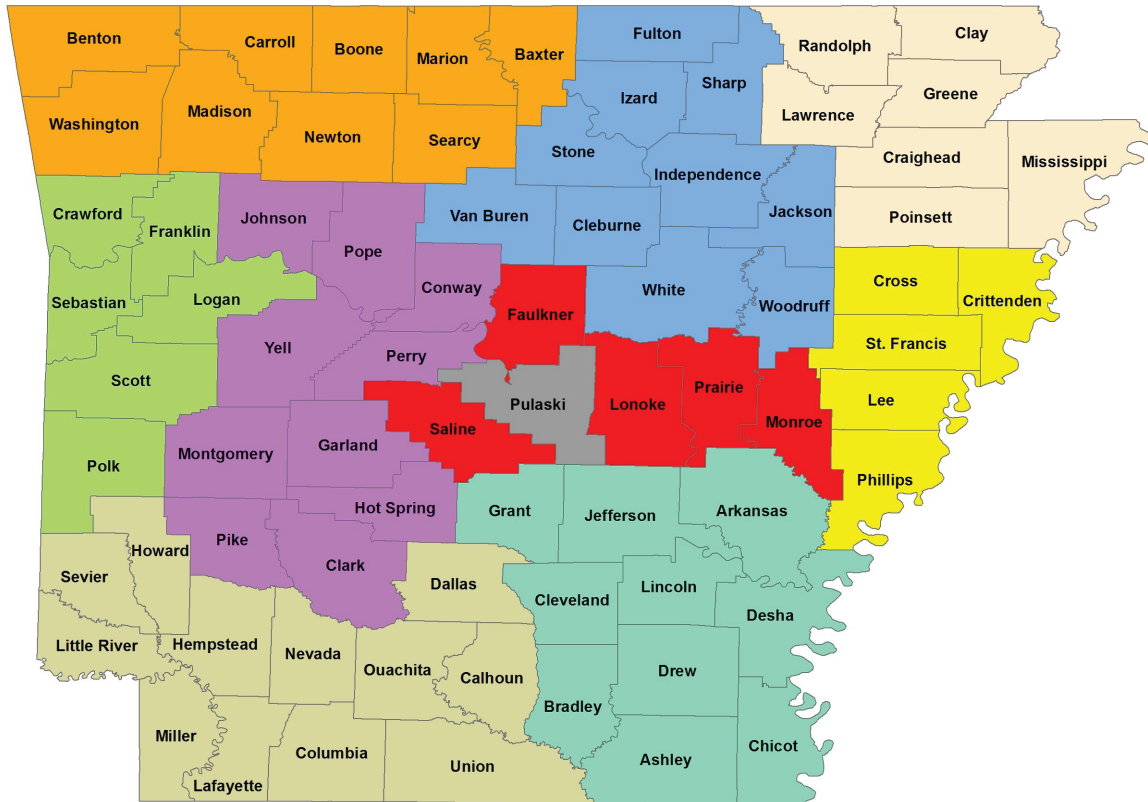 Benton
Carroll
Boone
Marion
Baxter
Fulton
Randolph
Clay
Sharp
Izard
Greene
Madison
Lawrence
Washington
Newton
Searcy
Stone
Craighead
Mississippi
Independence
Crawford
Johnson
Van Buren
Cleburne
Jackson
Poinsett
Franklin
Pope
Conway
Cross
White
Sebastian
Logan
Woodruff
Crittenden
Faulkner
Yell
Perry
St. Francis
Scott
Prairie
Lee
Pulaski
Lonoke
Saline
Monroe
Garland
Montgomery
Polk
Phillips
Hot Spring
Grant
Jefferson
Arkansas
Pike
Howard
Clark
Sevier
Dallas
Lincoln
Cleveland
Desha
Little River
Hempstead
Nevada
Ouachita
Drew
Calhoun
Bradley
Miller
Columbia
Chicot
Union
Ashley
Lafayette